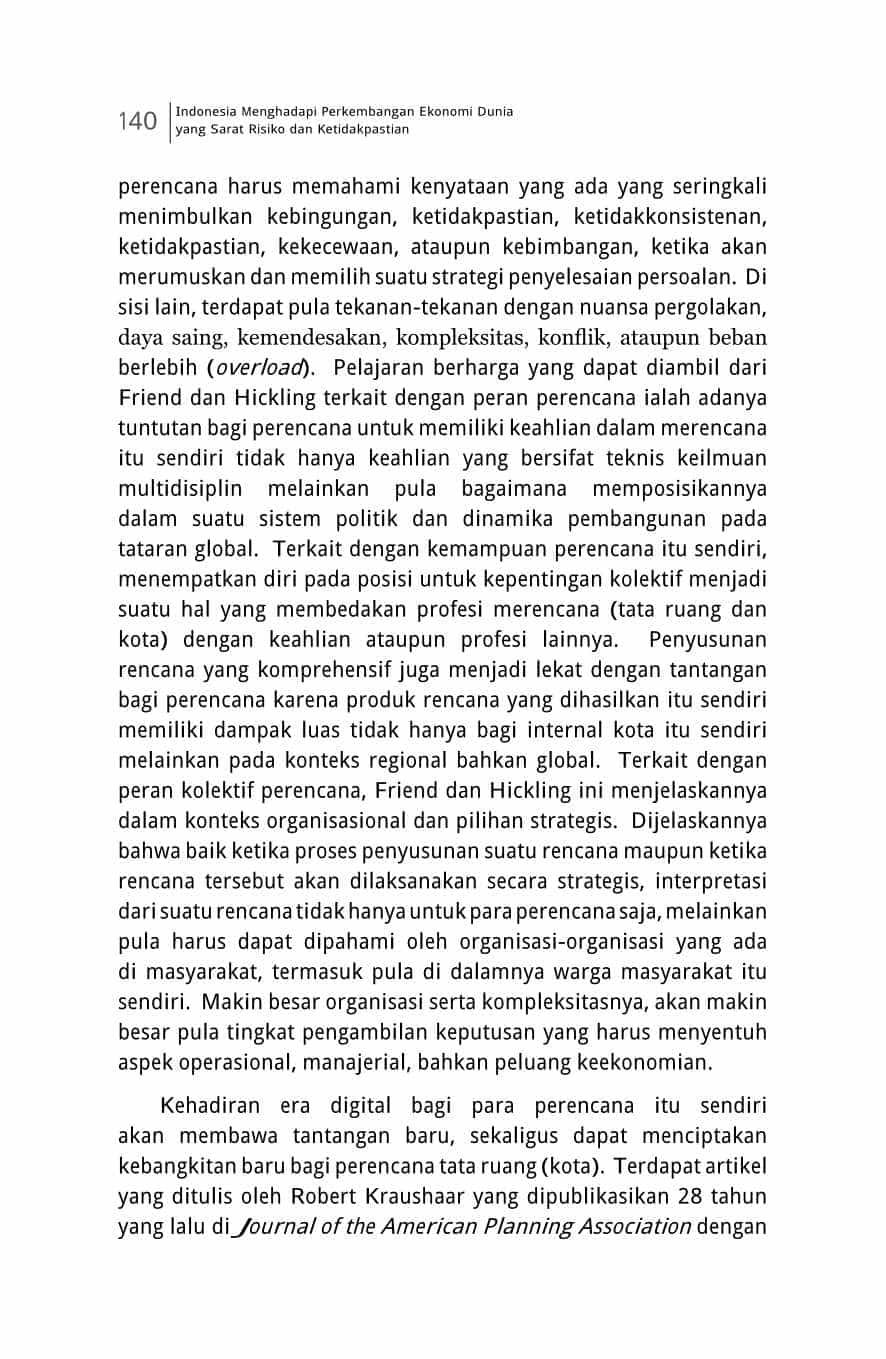 140
Indonesia Menghadapi Perkembangan Ekonomi Dunia
yang Sarat Risiko dan Ketidakpastian
perencana harus memahami kenyataan yang ada yang seringkali
menimbulkan kebingungan, ketidakpastian, ketidakkonsistenan,
ketidakpastian, kekecewaan, ataupun kebimbangan, ketika akan
merumuskan dan memilih suatu strategi penyelesaian persoalan. Di
sisi lain, terdapat pula tekanan-tekanan dengan nuansa pergolakan,
daya saing, kemendesakan, kompleksitas, konflik, ataupun beban
berlebih (overload). Pelajaran berharga yang dapat diambil dari
Friend dan Hickling terkait dengan peran perencana ialah adanya
tuntutan bagi perencana untuk memiliki keahlian dalam merencana
itu sendiri tidak hanya keahlian yang bersifat teknis keilmuan
multidisiplin melainkan pula bagaimana memposisikannya
dalam suatu sistem politik dan dinamika pembangunan pada
tataran global. Terkait dengan kemampuan perencana itu sendiri,
menempatkan diri pada posisi untuk kepentingan kolektif menjadi
suatu hal yang membedakan profesi merencana (tata ruang dan
kota) dengan keahlian ataupun profesi lainnya. Penyusunan
rencana yang komprehensif juga menjadi lekat dengan tantangan
bagi perencana karena produk rencana yang dihasilkan itu sendiri
memiliki dampak luas tidak hanya bagi internal kota itu sendiri
melainkan pada konteks regional bahkan global. Terkait dengan
peran kolektif perencana, Friend dan Hickling ini menjelaskannya
dalam konteks organisasional dan pilihan strategis. Dijelaskannya
bahwa baik ketika proses penyusunan suatu rencana maupun ketika
rencana tersebut akan dilaksanakan secara strategis, interpretasi
dari suatu rencana tidak hanya untuk para perencana saja, melainkan
pula harus dapat dipahami oleh organisasi-organisasi yang ada
di masyarakat, termasuk pula di dalamnya warga masyarakat itu
sendiri. Makin besar organisasi serta kompleksitasnya, akan makin
besar pula tingkat pengambilan keputusan yang harus menyentuh
aspek operasional, manajerial, bahkan peluang keekonomian.
Kehadiran era digital bagi para perencana itu sendiri
akan membawa tantangan baru, sekaligus dapat menciptakan
kebangkitan baru bagi perencana tata ruang (kota). Terdapat artikel
yang ditulis oleh Robert Kraushaar yang dipublikasikan 28 tahun
yang lalu di Journal of the American Planning Association dengan